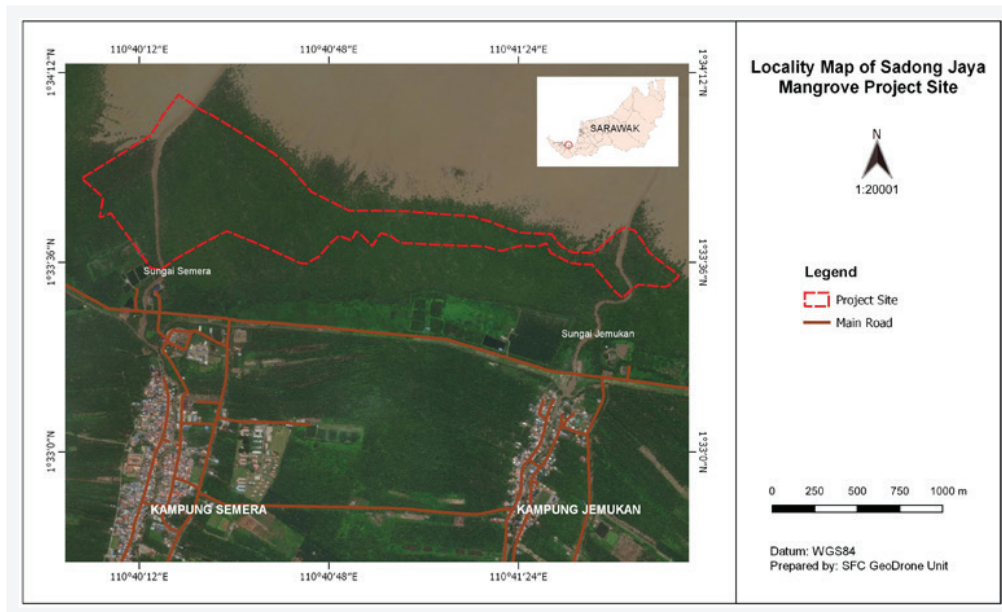 110°40′12″E
110°40′48″E
110°41′24″E
1°34′12″N
1°34′12″N
SARAWAK
1°33′36″N
1°33′36″N
Sungai Semera
Sungai Jemukan
1°33′0″N
1°33′0″N
KAMPUNG SEMERA
KAMPUNG JEMUKAN
110°40′12″E
110°40′48″E
110°41′24″E
Locality Map of Sadong Jaya
Mangrove Project Site
N
1:20001
Legend
Project Site
Main Road
0 250 500 750 1000 m
Datum: WGS84
Prepared by: SFC GeoDrone Unit